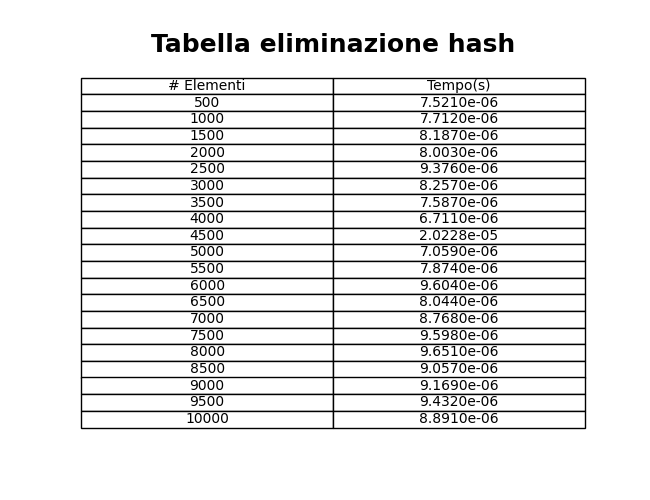 Tabella eliminazione hash
# Elementi Tempo(s)
500 7.5210e-06
1000 7.7120e-06
1500 8.1870e-06
2000 8.0030e-06
2500 9.3760e-06
3000 8.2570e-06
3500 7.5870e-06
4000 6.7110e-06
4500 2.0228e-05
5000 7.0590e-06
5500 7.8740e-06
6000 9.6040e-06
6500 8.0440e-06
7000 8.7680e-06
7500 9.5980e-06
8000 9.6510e-06
8500 9.0570e-06
9000 9.1690e-06
9500 9.4320e-06
10000 8.8910e-06